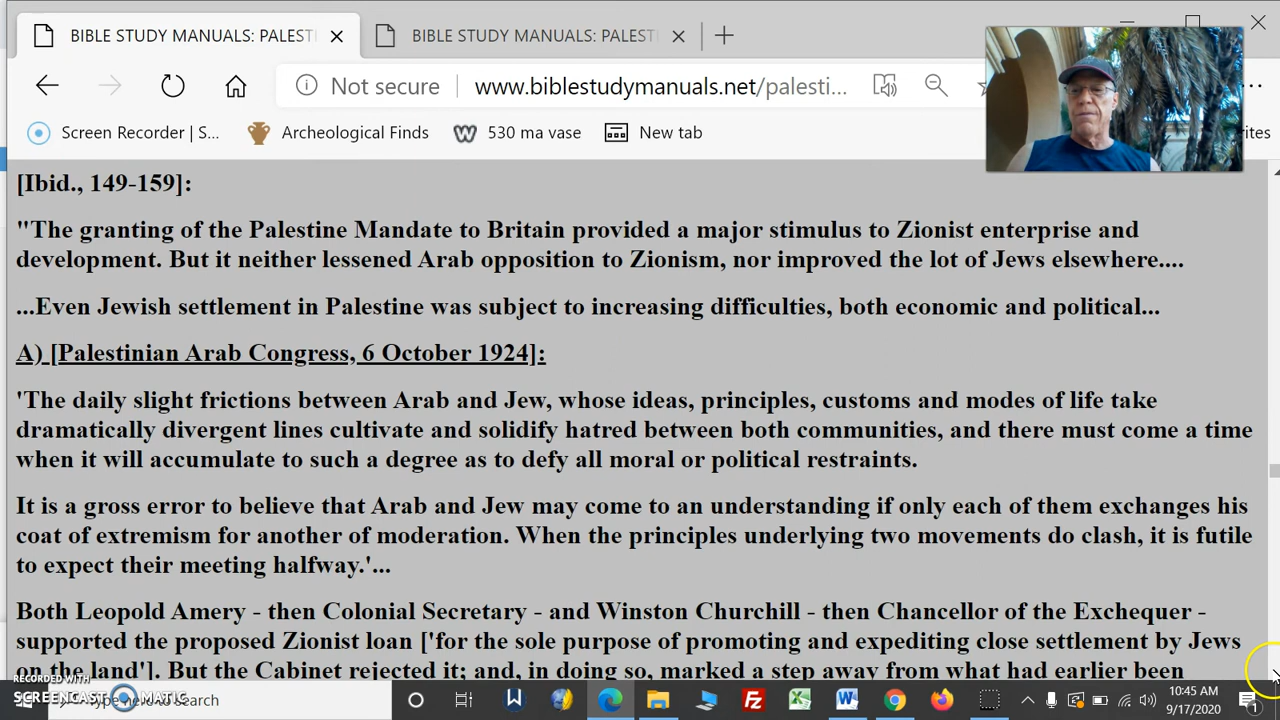 BIBLE STUDY MANUALS: PALEST
BIBLE STUDY MANUALS: PALEST
Not secure
www.biblestudymanuals.net/palesti...
Screen Recorder | S...
Archeological Finds
530 ma vase
New tab
rites
[Ibid., 149-159]:
"The granting of the Palestine Mandate to Britain provided a major stimulus to Zionist enterprise and
development. But it neither lessened Arab opposition to Zionism, nor improved the lot of Jews elsewhere....
...Even Jewish settlement in Palestine was subject to increasing difficulties, both economic and political...
A) [Palestinian Arab Congress, 6 October 1924]:
'The daily slight frictions between Arab and Jew, whose ideas, principles, customs and modes of life take
dramatically divergent lines cultivate and solidify hatred between both communities, and there must come a time
when it will accumulate to such a degree as to defy all moral or political restraints.
It is a gross error to believe that Arab and Jew may come to an understanding if only each of them exchanges his
coat of extremism for another of moderation. When the principles underlying two movements do clash, it is futile
to expect their meeting halfway.'...
Both Leopold Amery - then Colonial Secretary - and Winston Churchill - then Chancellor of the Exchequer -
supported the proposed Zionist loan ['for the sole purpose of promoting and expediting close settlement by Jews
on the land']. But the Cabinet rejected it; and, in doing so, marked a step away from what had earlier been
RECORDED WITH
SCREENCAST MATIC
Type here to search
10:45 AM
9/17/2020
1